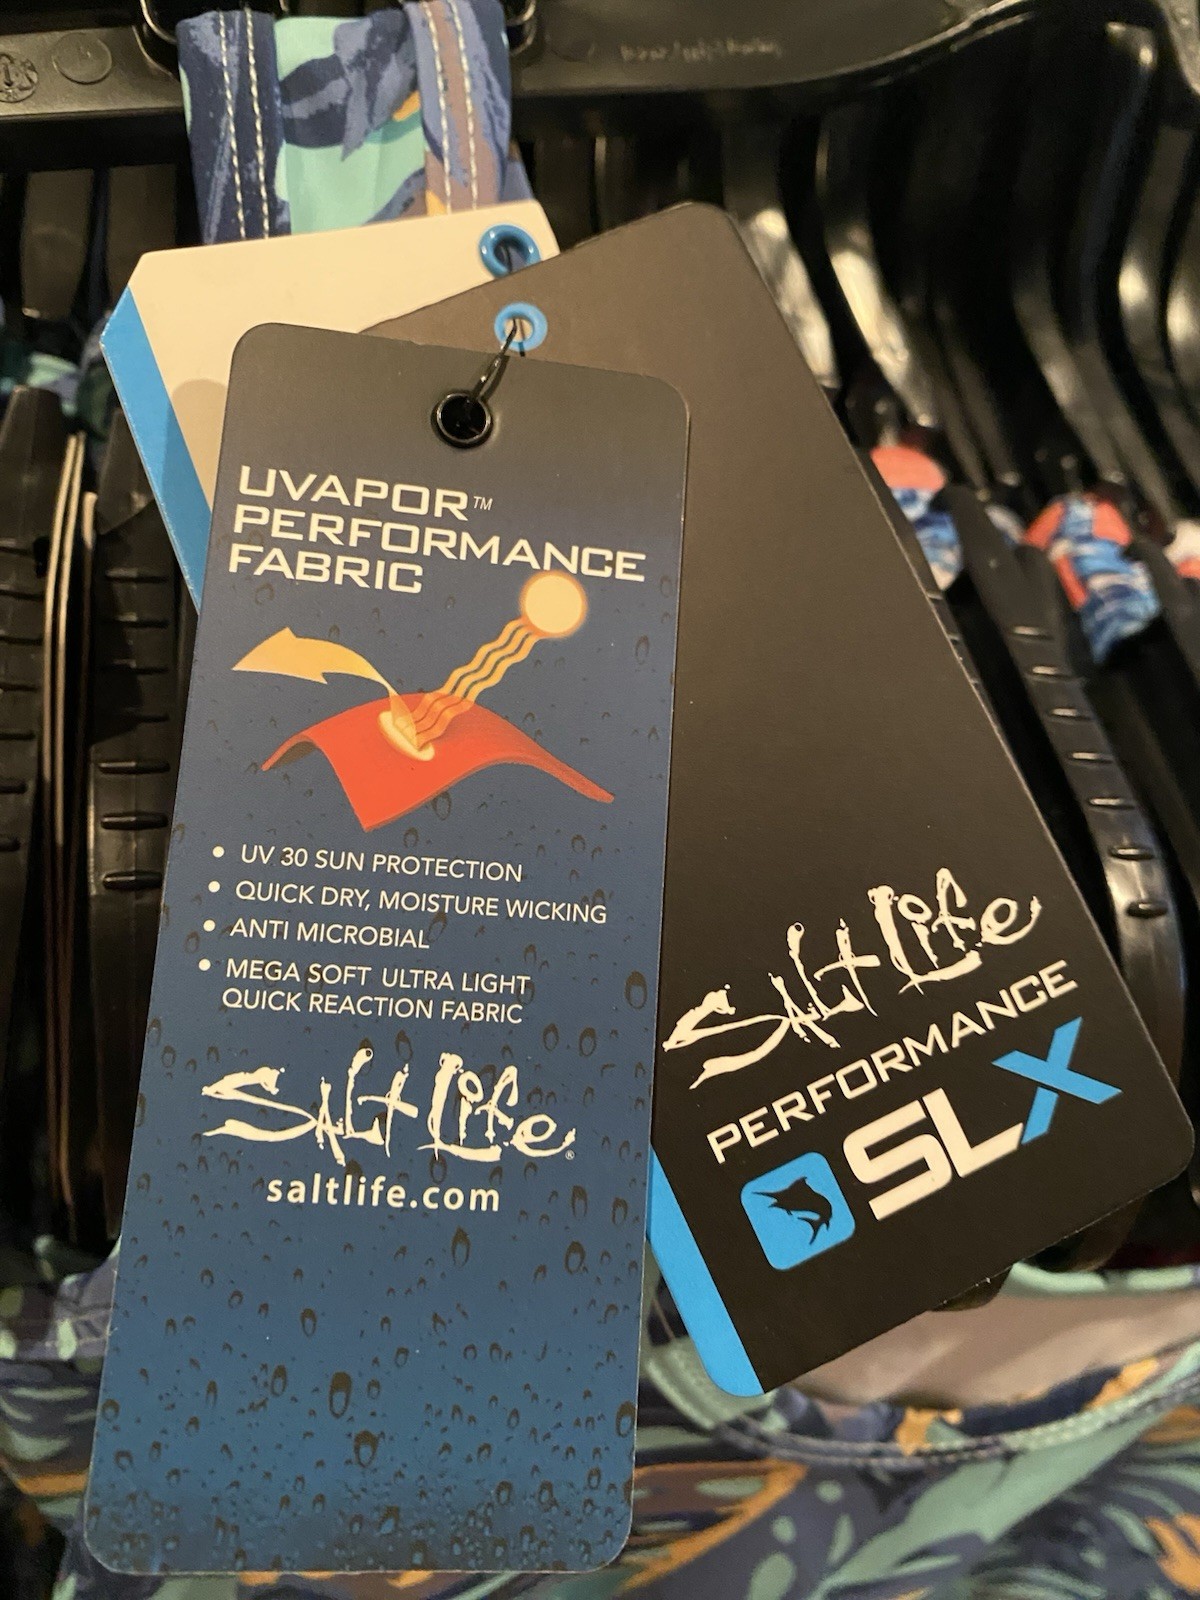 UVAPOR™
PERFORMANCE
FABRIC
• UV 30 SUN PROTECTION
• QUICK DRY, MOISTURE WICKING
• ANTI MICROBIAL
• MEGA SOFT ULTRA LIGHT
QUICK REACTION FABRIC
SALT LiFe®
saltlife.com
SALT LiFe
PERFORMANCE
SLX